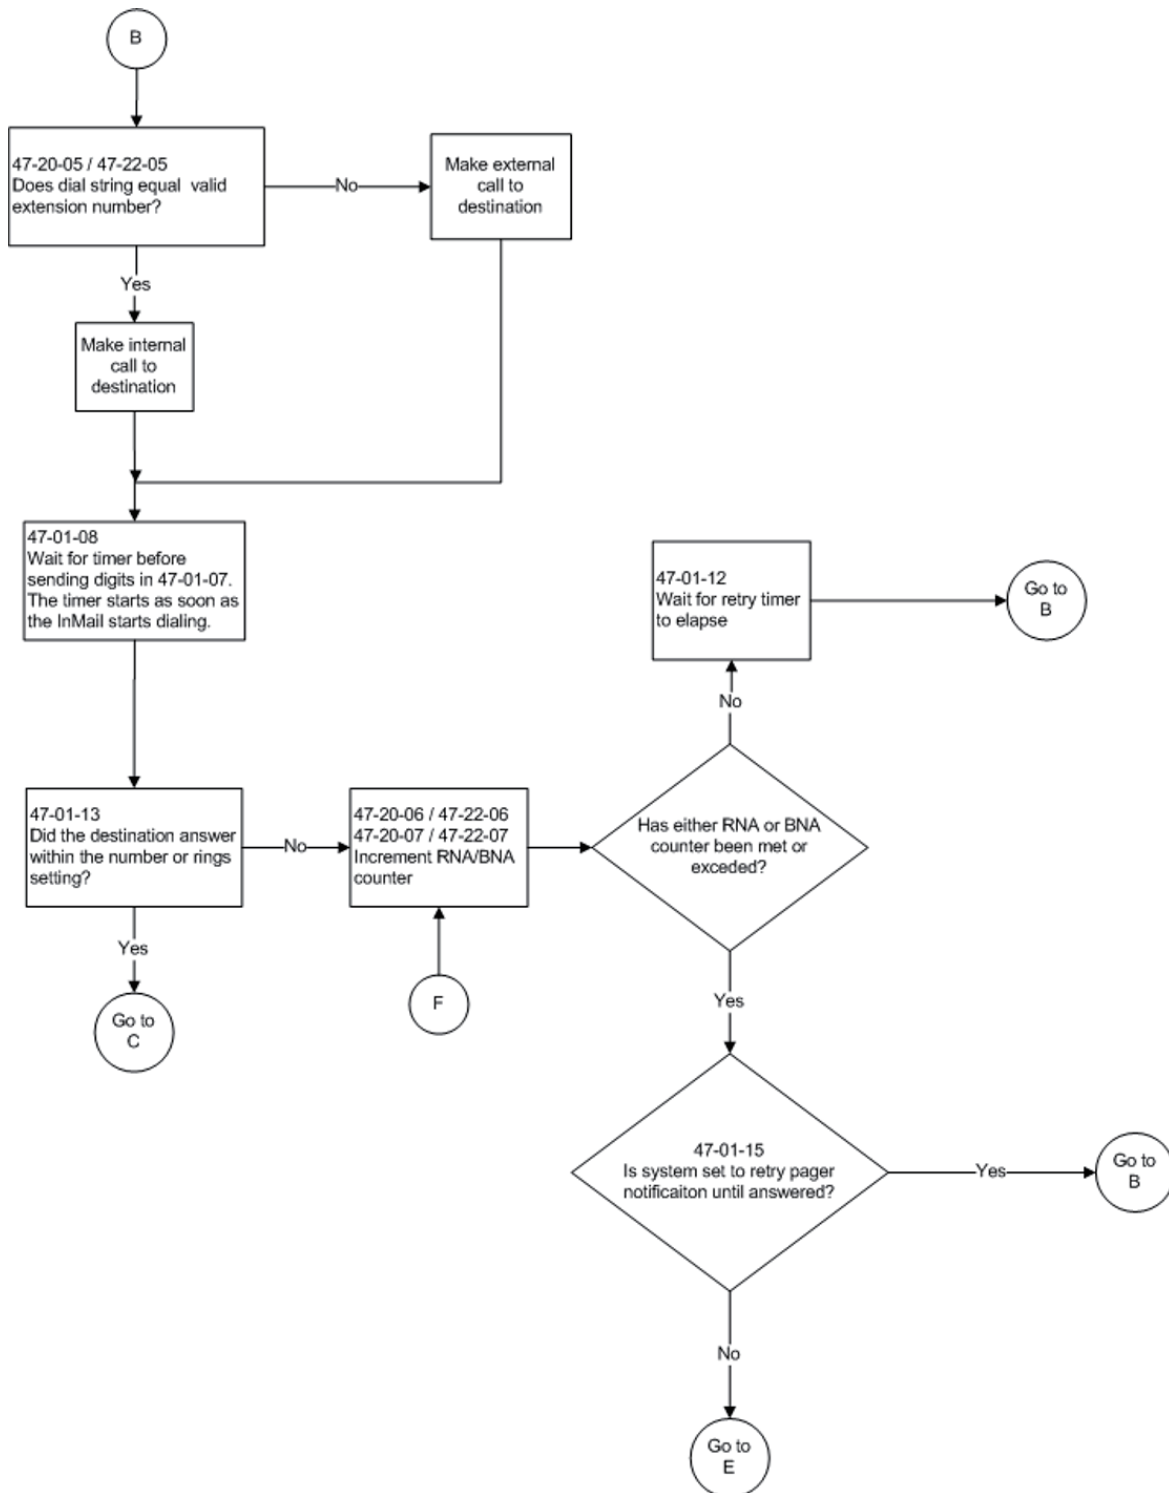 B
47-20-05 / 47-22-05
Does dial string equal  valid
extension number?
No
Make external
call to
destination
Yes
Make internal
call to
destination
47-01-08
Wait for timer before
sending digits in 47-01-07.
The timer starts as soon as
the InMail starts dialing.
47-01-12
Wait for retry timer
to elapse
Go to
B
No
47-01-13
Did the destination answer
within the number or rings
setting?
No
47-20-06 / 47-22-06
47-20-07 / 47-22-07
Increment RNA/BNA
counter
Has either RNA or BNA
counter been met or
exceded?
Yes
Go to
C
F
Yes
47-01-15
Is system set to retry pager
notificaiton until answered?
Yes
Go to
B
No
Go to
E